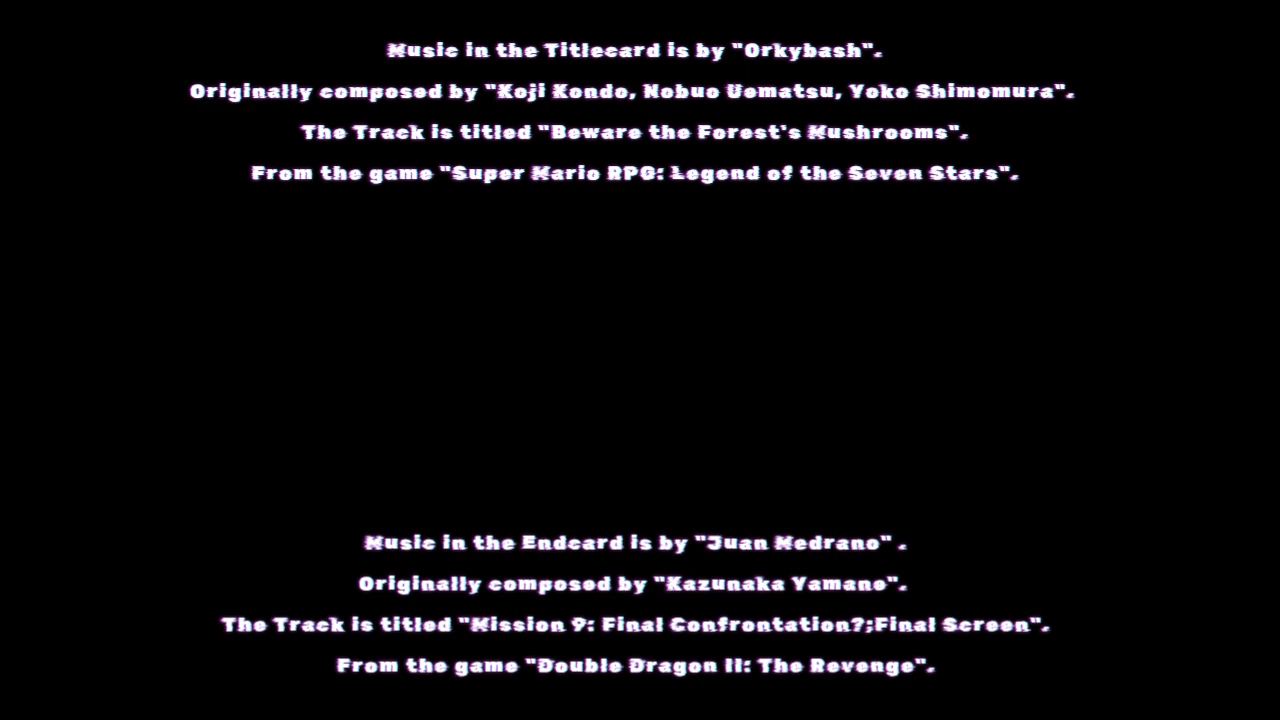 Music in the Titlecard is by "Orkybash".
Originally composed by "Koji Kondo, Nobuo Uematsu, Yoko Shimomura".
The Track is titled "Beware the Forest's Mushrooms".
From the game "Super Mario RPG: Legend of the Seven Stars".
Music in the Endcard is by "Juan Medrano" .
Originally composed by "Kazunaka Yamane".
The Track is titled "Mission 9: Final Confrontation?;Final Screen".
From the game "Double Dragon II: The Revenge".